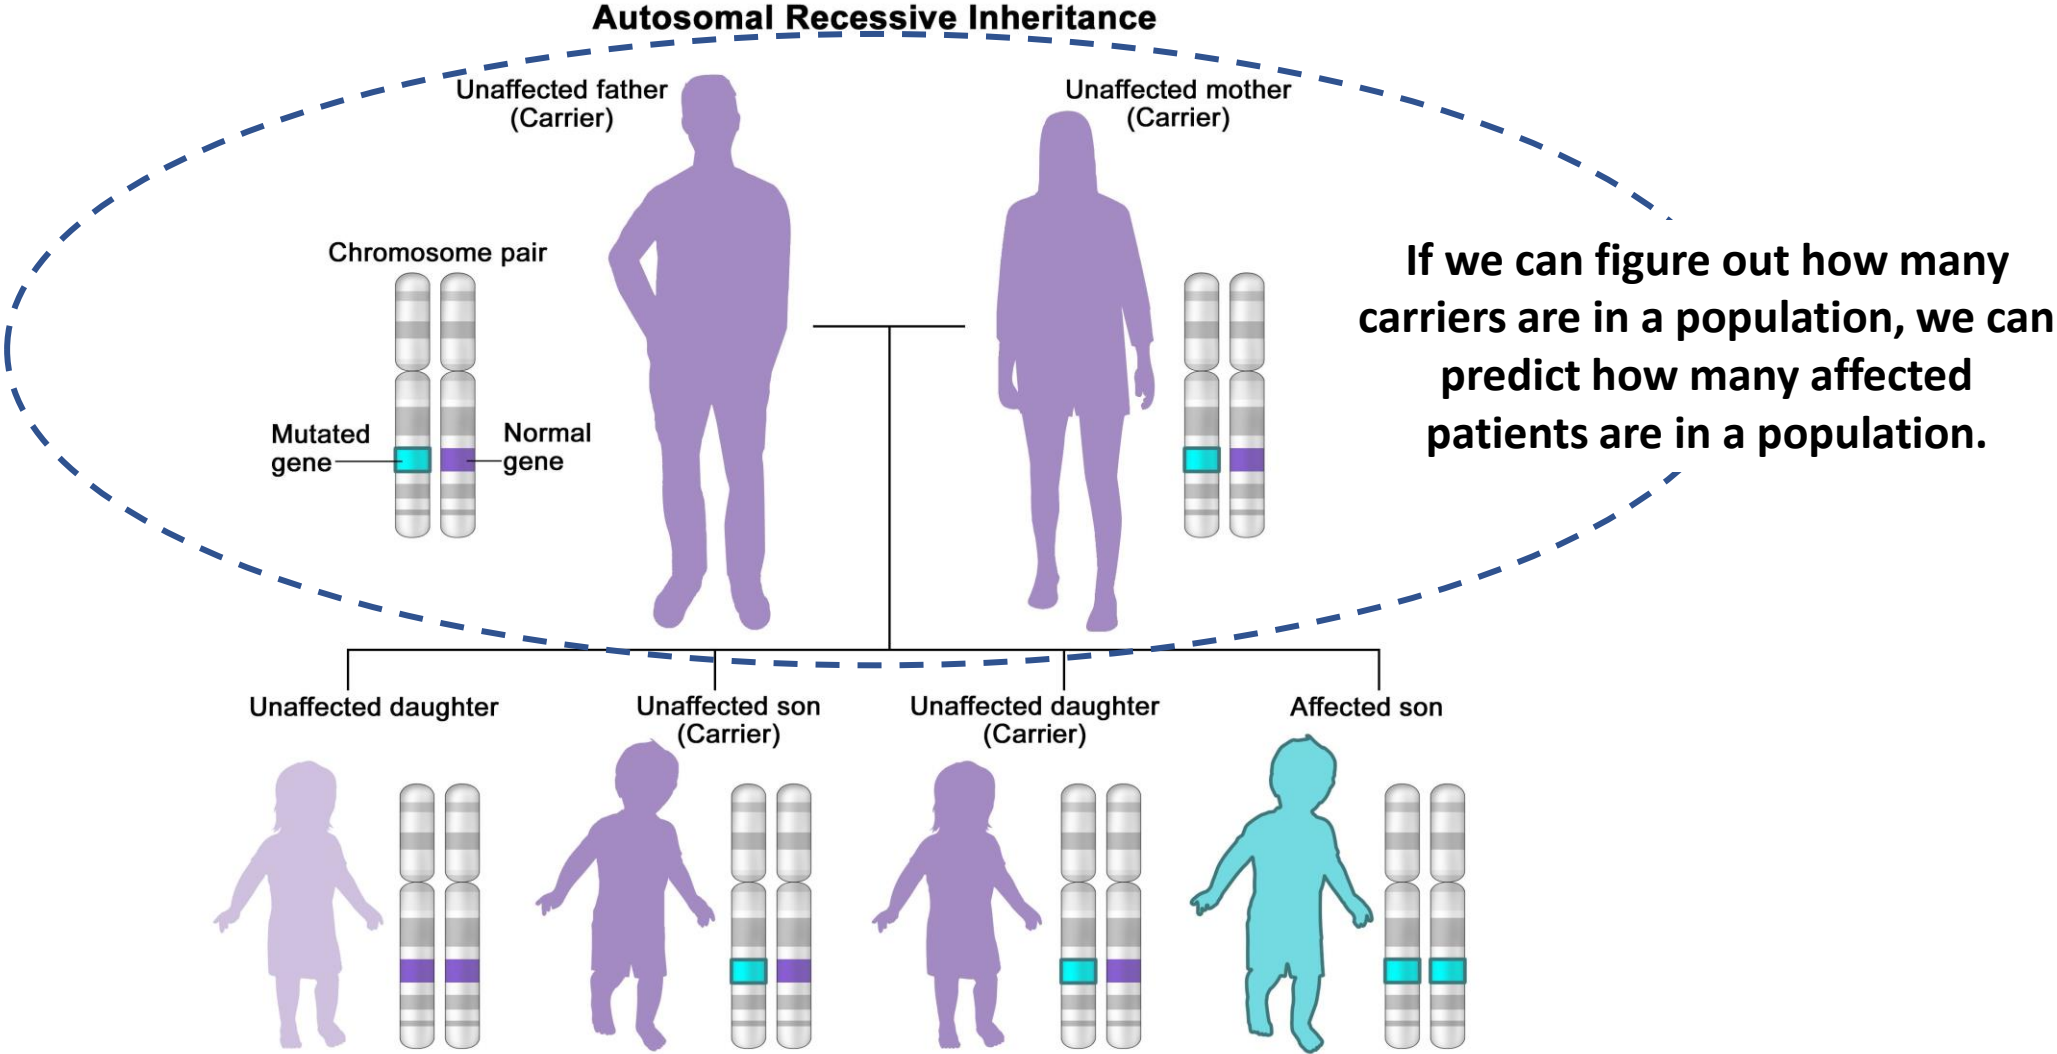 Autosomal Recessive Inheritance
Unaffected father
(Carrier)
Unaffected mother
(Carrier)
Chromosome pair
Mutated
gene
Normal
gene
If we can figure out how many
carriers are in a population, we can
predict how many affected
patients are in a population.
Unaffected daughter
Unaffected son
(Carrier)
Unaffected daughter
(Carrier)
Affected son